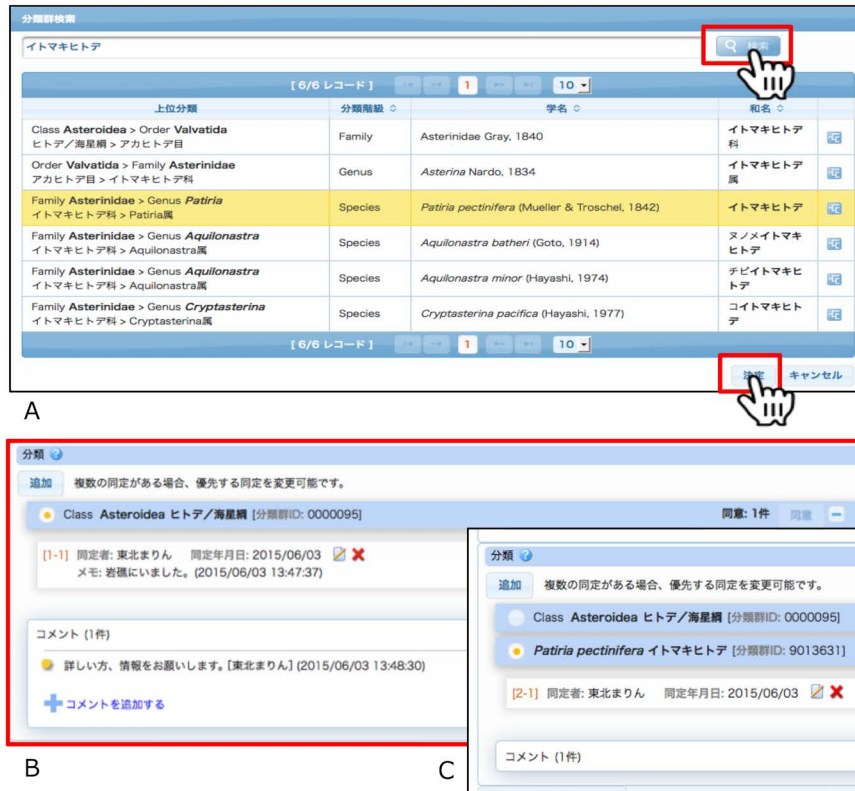 分類群検索
イトマキヒトデ
検索
[ 6/6 レコード ] 1 10
上位分類 分類階級 学名 和名
Class Asteroidea > Order Valvatida
ヒトデ/海星綱 > アカヒトデ目
Family
Asterinidae Gray, 1840
イトマキヒトデ
科
Order Valvatida > Family Asterinidae
アカヒトデ目 > イトマキヒトデ科
Genus
Asterina Nardo, 1834
イトマキヒトデ
属
Family Asterinidae > Genus Patiria
イトマキヒトデ科 > Patiria属
Species
Patiria pectinifera (Mueller & Troschel, 1842)
イトマキヒトデ
Family Asterinidae > Genus Aquilonastra
イトマキヒトデ科 > Aquilonastra属
Species
Aquilonastra batheri (Goto, 1914)
ヌノメイトマキ
ヒトデ
Family Asterinidae > Genus Aquilonastra
イトマキヒトデ科 > Aquilonastra属
Species
Aquilonastra minor (Hayashi, 1974)
チビイトマキヒ
トデ
Family Asterinidae > Genus Cryptasterina
イトマキヒトデ科 > Cryptasterina属
Species
Cryptasterina pacifica (Hayashi, 1977)
コイトマキヒト
デ
[ 6/6 レコード ] 1 10
決定 キャンセル
A
分類
追加 複数の同定がある場合、優先する同定を変更可能です。
Class Asteroidea ヒトデ/海星綱 [分類群ID: 0000095] 同意: 1件 同意
[1-1] 同定者: 東北まりん 同定年月日: 2015/06/03
メモ: 岩礁にいました。(2015/06/03 13:47:37)
コメント (1件)
詳しい方、情報をお願いします。[東北まりん] (2015/06/03 13:48:30)
コメントを追加する
B
分類
追加 複数の同定がある場合、優先する同定を変更可能です。
Class Asteroidea ヒトデ/海星綱 [分類群ID: 0000095]
Patiria pectinifera イトマキヒトデ [分類群ID: 9013631]
[2-1] 同定者: 東北まりん 同定年月日: 2015/06/03
コメント (1件)
C